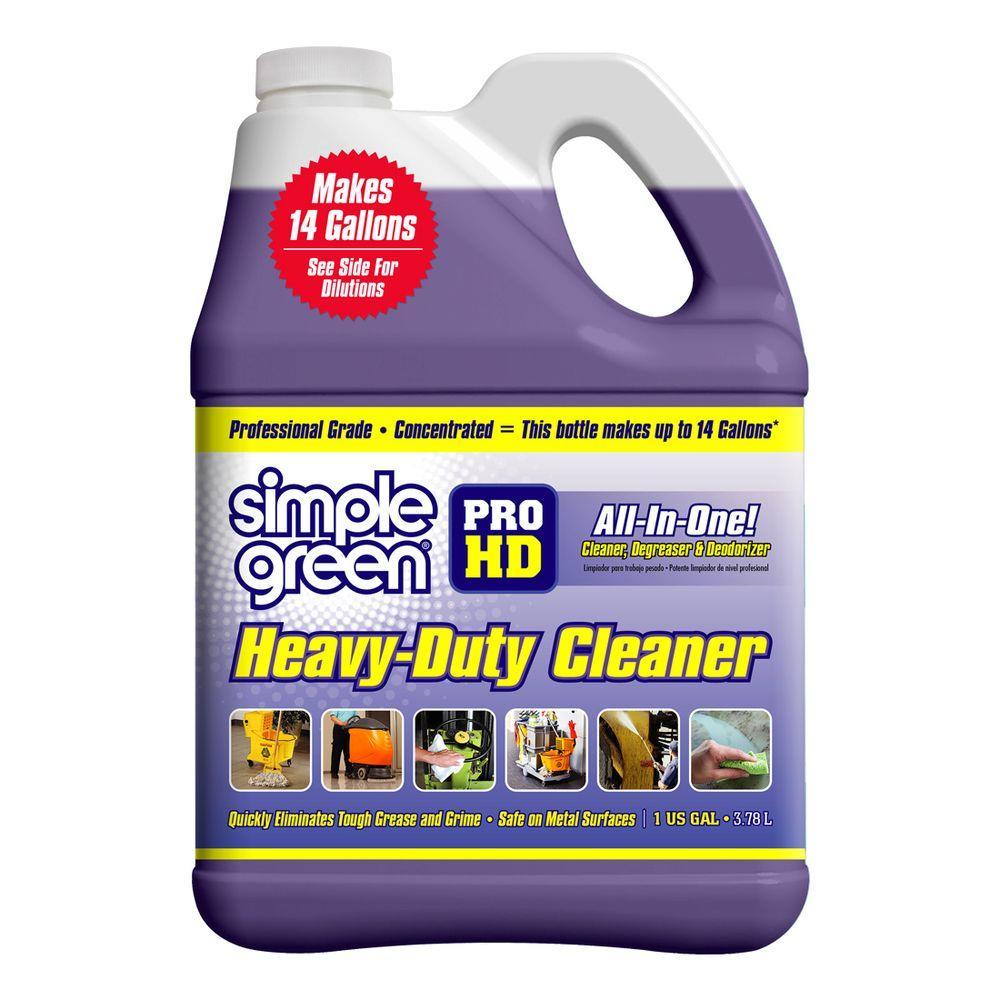 Makes
14 Gallons
See Side For
Dilutions
Professional Grade • Concentrated = This bottle makes up to 14 Gallons*
simple
green®
PRO
HD
All-In-One!
Cleaner, Degreaser & Deodorizer
Limpiador para trabajo pesado • Potente limpiador de nivel profesional
Heavy-Duty Cleaner
Quickly Eliminates Tough Grease and Grime • Safe on Metal Surfaces | 1 US GAL • 3.78 L